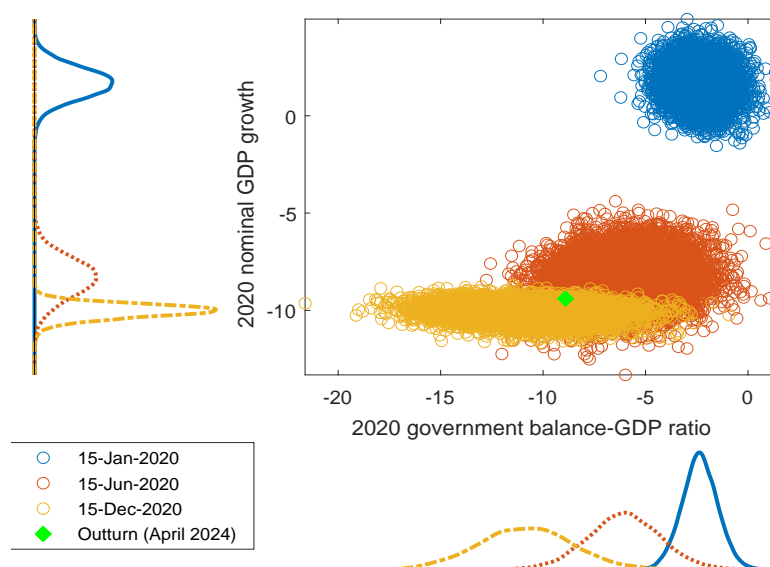 0
-5
-10
2020 nominal GDP growth
-20 -15 -10 -5 0
2020 government balance-GDP ratio
15-Jan-2020
15-Jun-2020
15-Dec-2020
Outturn (April 2024)